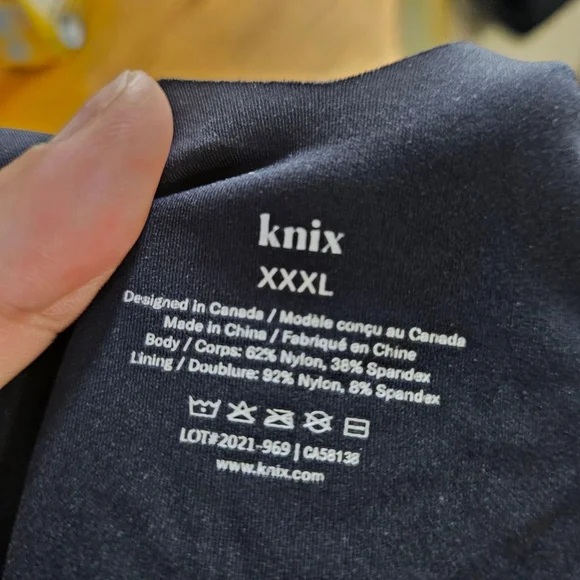 knix
XXXL
Designed in Canada / Modèle conçu au Canada
Made in China / Fabriqué en Chine
Body / Corps: 62% Nylon, 38% Spandex
Lining / Doublure: 92% Nylon, 8% Spandex
LOT#2021-969 | CA58138
www.knix.com